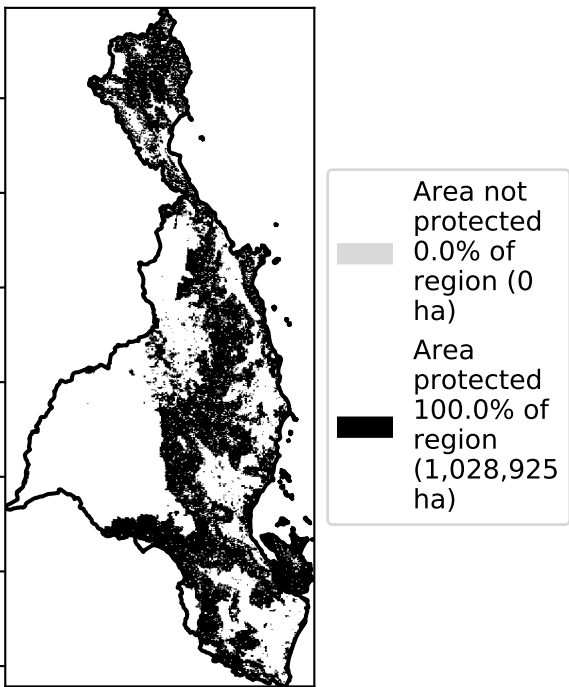 Area not
protected
0.0% of
region (0
ha)
Area
protected
100.0% of
region
(1,028,925
ha)